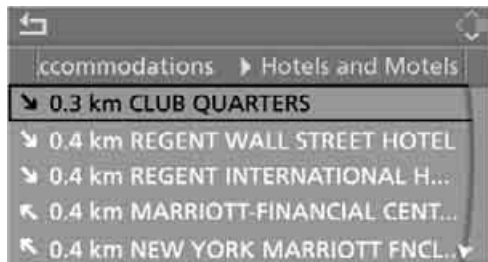 ccommodations Hotels and Motels
0.3 km CLUB QUARTERS
0.4 km REGENT WALL STREET HOTEL
0.4 km REGENT INTERNATIONAL H...
0.4 km MARRIOTT-FINANCIAL CENT...
0.4 km NEW YORK MARRIOTT FNCL..